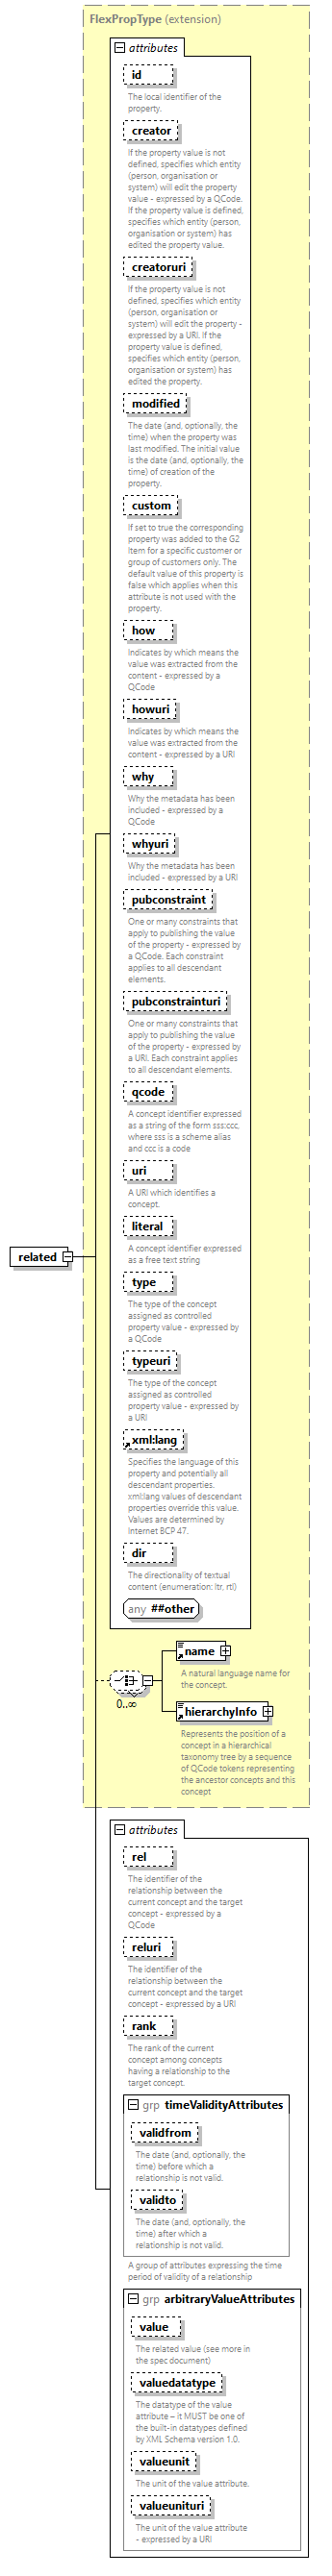 FlexPropType (extension)
attributes
id
The local identifier of the
property.
creator
If the property value is not
defined, specifies which entity
(person, organisation or
system) will edit the property
value - expressed by a QCode.
If the property value is defined,
specifies which entity (person,
organisation or system) has
edited the property value.
creatoruri
If the property value is not
defined, specifies which entity
(person, organisation or
system) will edit the property -
expressed by a URI. If the
property value is defined,
specifies which entity (person,
organisation or system) has
edited the property.
modified
The date (and, optionally, the
time) when the property was
last modified. The initial value
is the date (and, optionally, the
time) of creation of the
property.
custom
If set to true the corresponding
property was added to the G2
Item for a specific customer or
group of customers only. The
default value of this property is
false which applies when this
attribute is not used with the
property.
how
Indicates by which means the
value was extracted from the
content - expressed by a
QCode
howuri
Indicates by which means the
value was extracted from the
content - expressed by a URI
why
Why the metadata has been
included - expressed by a
QCode
whyuri
Why the metadata has been
included - expressed by a URI
pubconstraint
One or many constraints that
apply to publishing the value
of the property - expressed by
a QCode. Each constraint
applies to all descendant
elements.
pubconstrainturi
One or many constraints that
apply to publishing the value
of the property - expressed by
a URI. Each constraint applies
to all descendant elements.
qcode
A concept identifier expressed
as a string of the form sss:ccc,
where sss is a scheme alias
and ccc is a code
uri
A URI which identifies a
concept.
related
literal
A concept identifier expressed
as a free text string
type
The type of the concept
assigned as controlled
property value - expressed by
a QCode
typeuri
The type of the concept
assigned as controlled
property value - expressed by
a URI
xml:lang
Specifies the language of this
property and potentially all
descendant properties.
xml:lang values of descendant
properties override this value.
Values are determined by
Internet BCP 47.
dir
The directionality of textual
content (enumeration: ltr, rtl)
any ##other
name
A natural language name for
the concept.
0..∞
hierarchyInfo
Represents the position of a
concept in a hierarchical
taxonomy tree by a sequence
of QCode tokens representing
the ancestor concepts and this
concept
attributes
rel
The identifier of the
relationship between the
current concept and the target
concept - expressed by a
QCode
reluri
The identifier of the
relationship between the
current concept and the target
concept - expressed by a URI
rank
The rank of the current
concept among concepts
having a relationship to the
target concept.
grp timeValidityAttributes
validfrom
The date (and, optionally, the
time) before which a
relationship is not valid.
validto
The date (and, optionally, the
time) after which a
relationship is not valid.
A group of attributes expressing the time
period of validity of a relationship
grp arbitraryValueAttributes
value
The related value (see more in
the spec document)
valuedatatype
The datatype of the value
attribute – it MUST be one of
the built-in datatypes defined
by XML Schema version 1.0.
valueunit
The unit of the value attribute.
valueunituri
The unit of the value attribute
- expressed by a URI